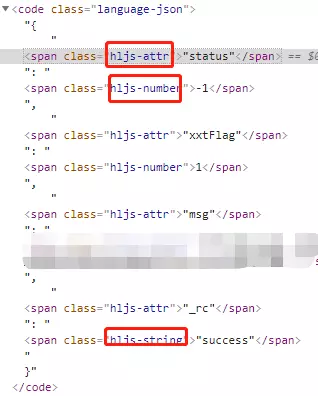 <code class="language-json">
"{
"
<span class="hljs-attr">"status"</span> == $0
": "
<span class="hljs-number">-1</span>
",
"
<span class="hljs-attr">"xxtFlag"</span>
": "
<span class="hljs-number">1</span>
",
"
<span class="hljs-attr">"msg"</span>
": "
",
"
<span class="hljs-attr">"_rc"</span>
": "
<span class="hljs-string">"success"</span>
"
}"
</code>